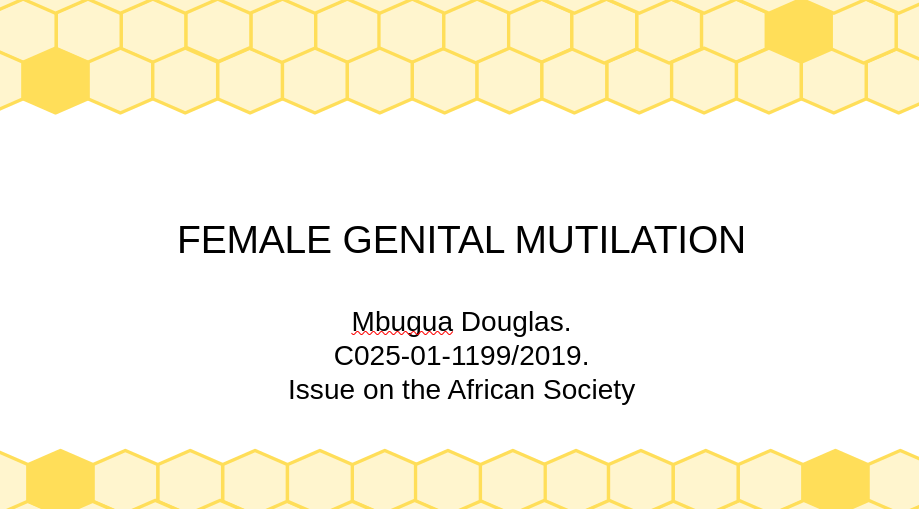 FEMALE GENITAL MUTILATION
Mbugua Douglas.
C025-01-1199/2019.
Issue on the African Society